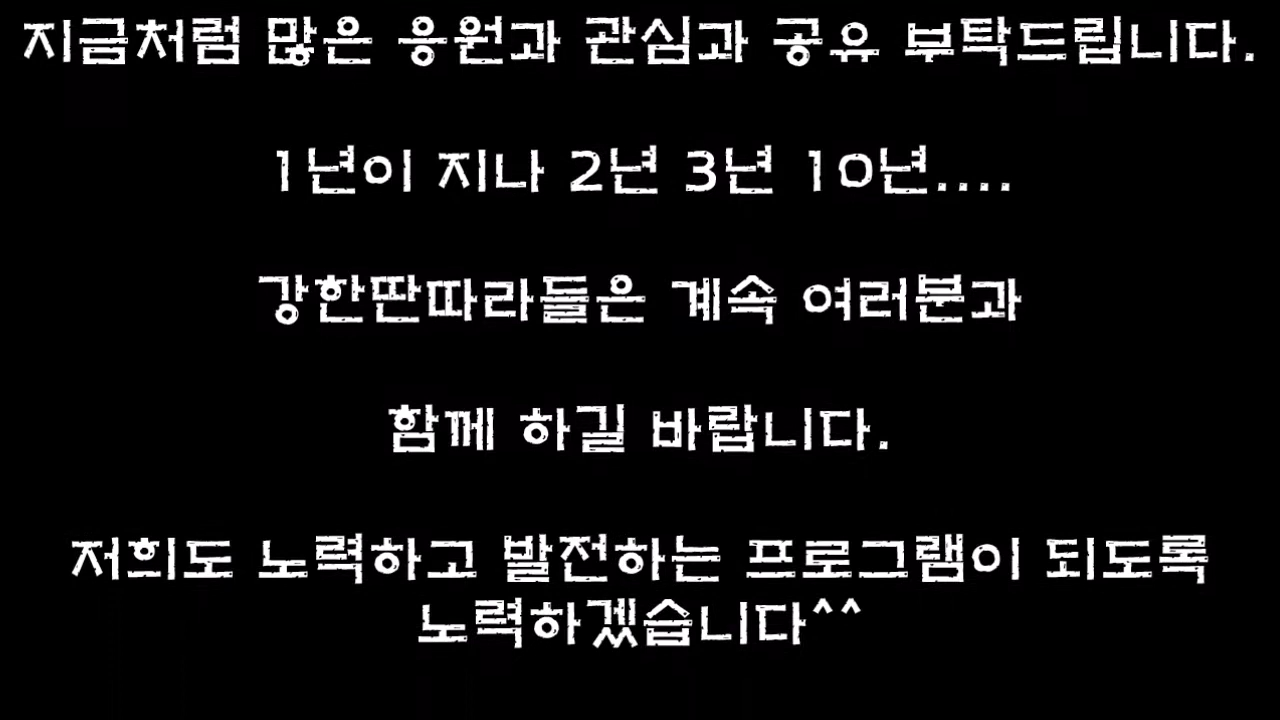 지금처럼 많은 응원과 관심과 공유 부탁드립니다.
1년이 지나 2년 3년 10년....
강한딴따라들은 계속 여러분과
함께 하길 바랍니다.
저희도 노력하고 발전하는 프로그램이 되도록
노력하겠습니다^^